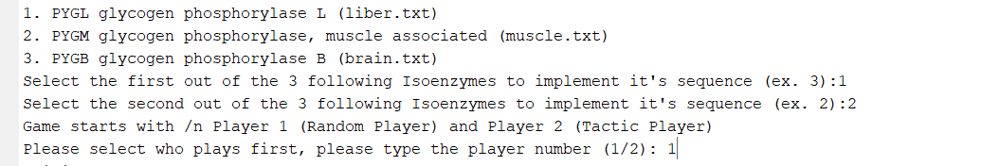 1. PYGL glycogen phosphorylase L (liber.txt)
2. PYGM glycogen phosphorylase, muscle associated (muscle.txt)
3. PYGB glycogen phosphorylase B (brain.txt)
Select the first out of the 3 following Isoenzymes to implement it's sequence (ex. 3):1
Select the second out of the 3 following Isoenzymes to implement it's sequence (ex. 2):2
Game starts with /n Player 1 (Random Player) and Player 2 (Tactic Player)
Please select who plays first, please type the player number (1/2): 1